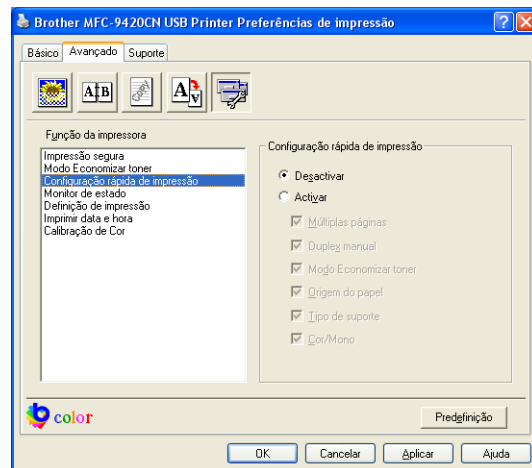 Brother MFC-9420CN USB Printer Preferências de impressão
Básico
Avançado
Suporte
A B
A A
Função da impressora
Impressão segura
Modo Economizar toner
Configuração rápida de impressão
Monitor de estado
Definição de impressão
Imprimir data e hora
Calibração de Cor
Configuração rápida de impressão
Desactivar
Activar
Múltiplas páginas
Duplex manual
Modo Economizar toner
Origem do papel
Tipo de suporte
Cor/Mono
color
Predefinição
OK
Cancelar
Aplicar
Ajuda